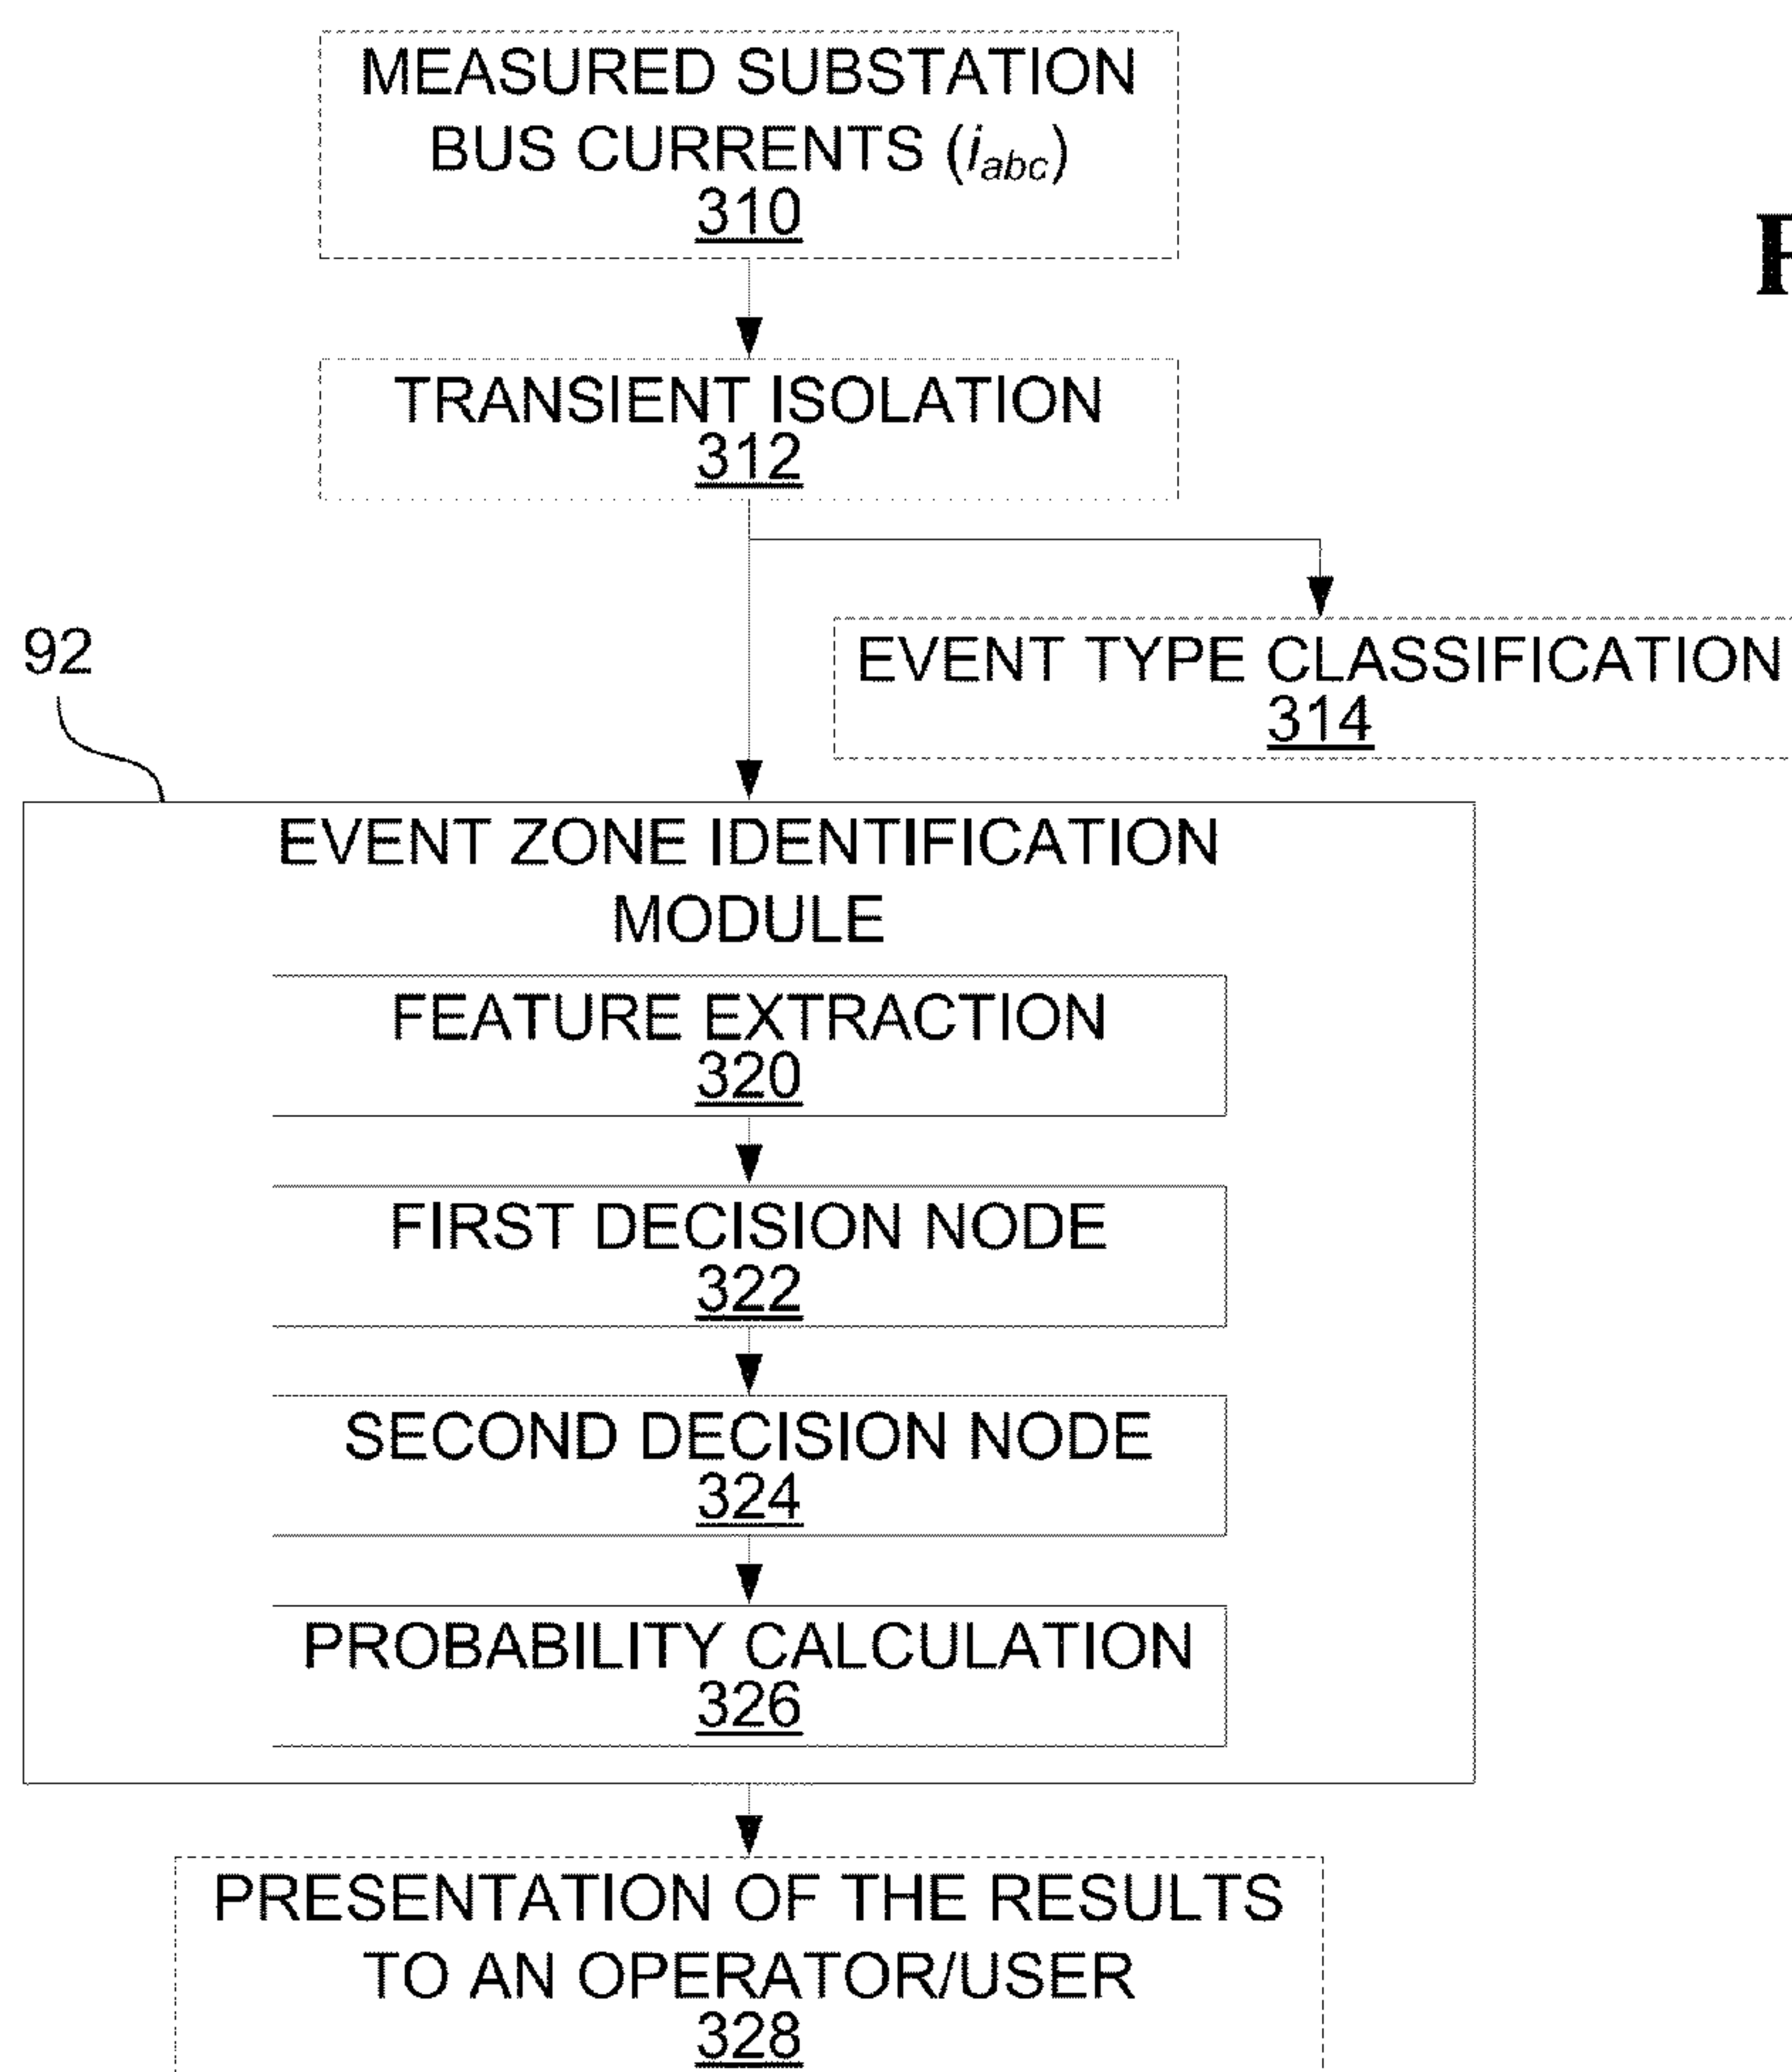 MEASURED SUBSTATION
BUS CURRENTS (i_abc)
310
F
TRANSIENT ISOLATION
312
EVENT TYPE CLASSIFICATION
314
92
EVENT ZONE IDENTIFICATION
MODULE
FEATURE EXTRACTION
320
FIRST DECISION NODE
322
SECOND DECISION NODE
324
PROBABILITY CALCULATION
326
PRESENTATION OF THE RESULTS
TO AN OPERATOR/USER
328